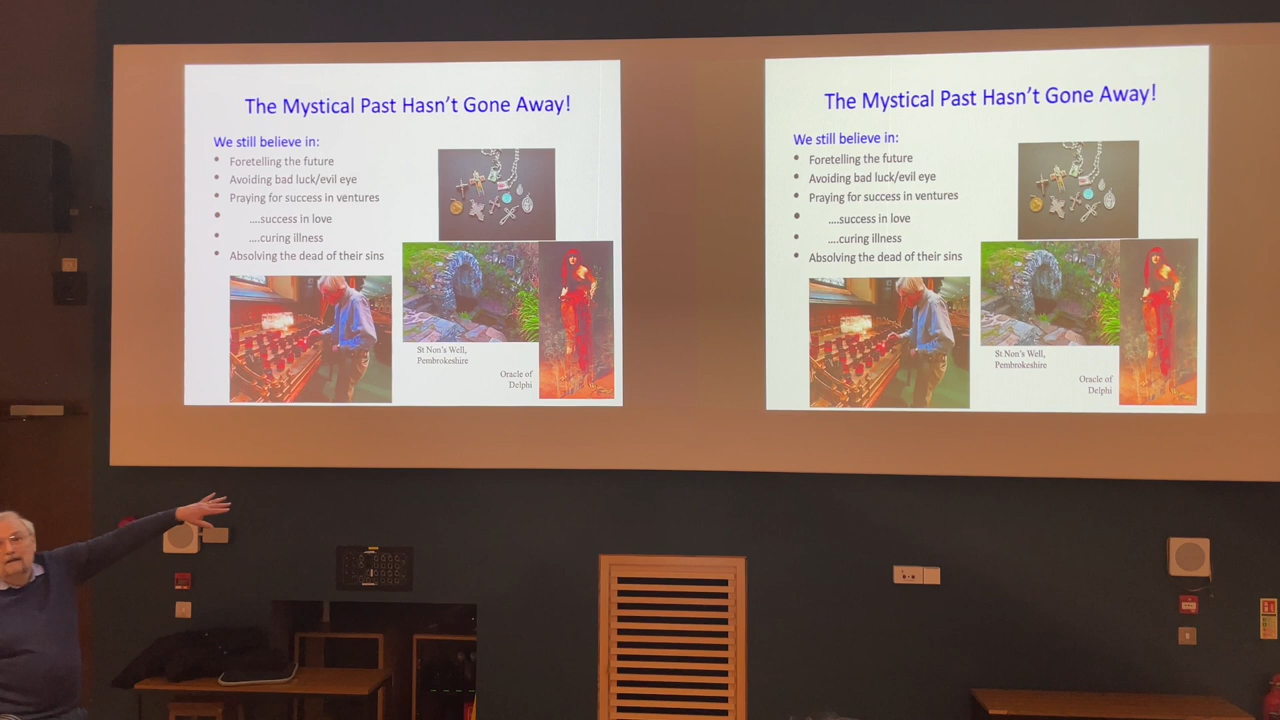 The Mystical Past Hasn't Gone Away!
We still believe in:
• Foretelling the future
• Avoiding bad luck/evil eye
• Praying for success in ventures
• ....success in love
• ....curing illness
• Absolving the dead of their sins
St Non's Well,
Pembrokeshire
Oracle of
Delphi
The Mystical Past Hasn't Gone Away!
We still believe in:
• Foretelling the future
• Avoiding bad luck/evil eye
• Praying for success in ventures
• ....success in love
• ....curing illness
• Absolving the dead of their sins
St Non's Well,
Pembrokeshire
Oracle of
Delphi